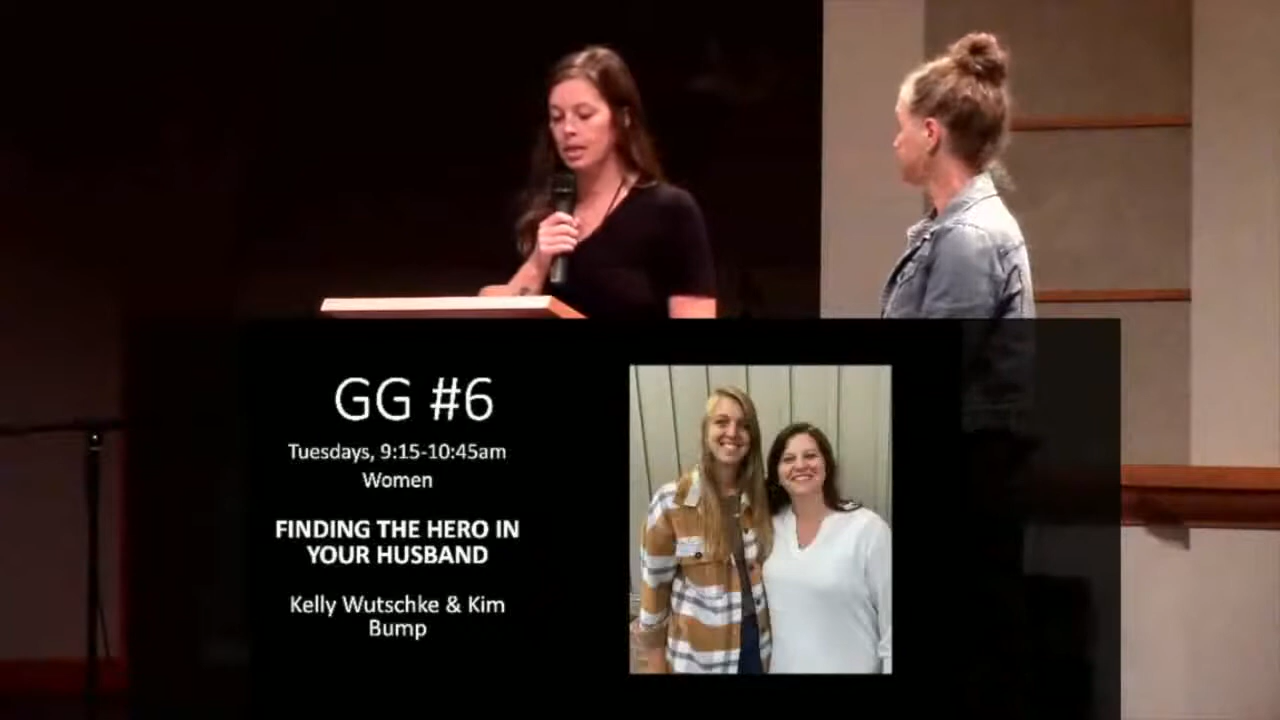 GG #6
Tuesdays, 9:15-10:45am
Women
FINDING THE HERO IN
YOUR HUSBAND
Kelly Wutschke & Kim
Bump